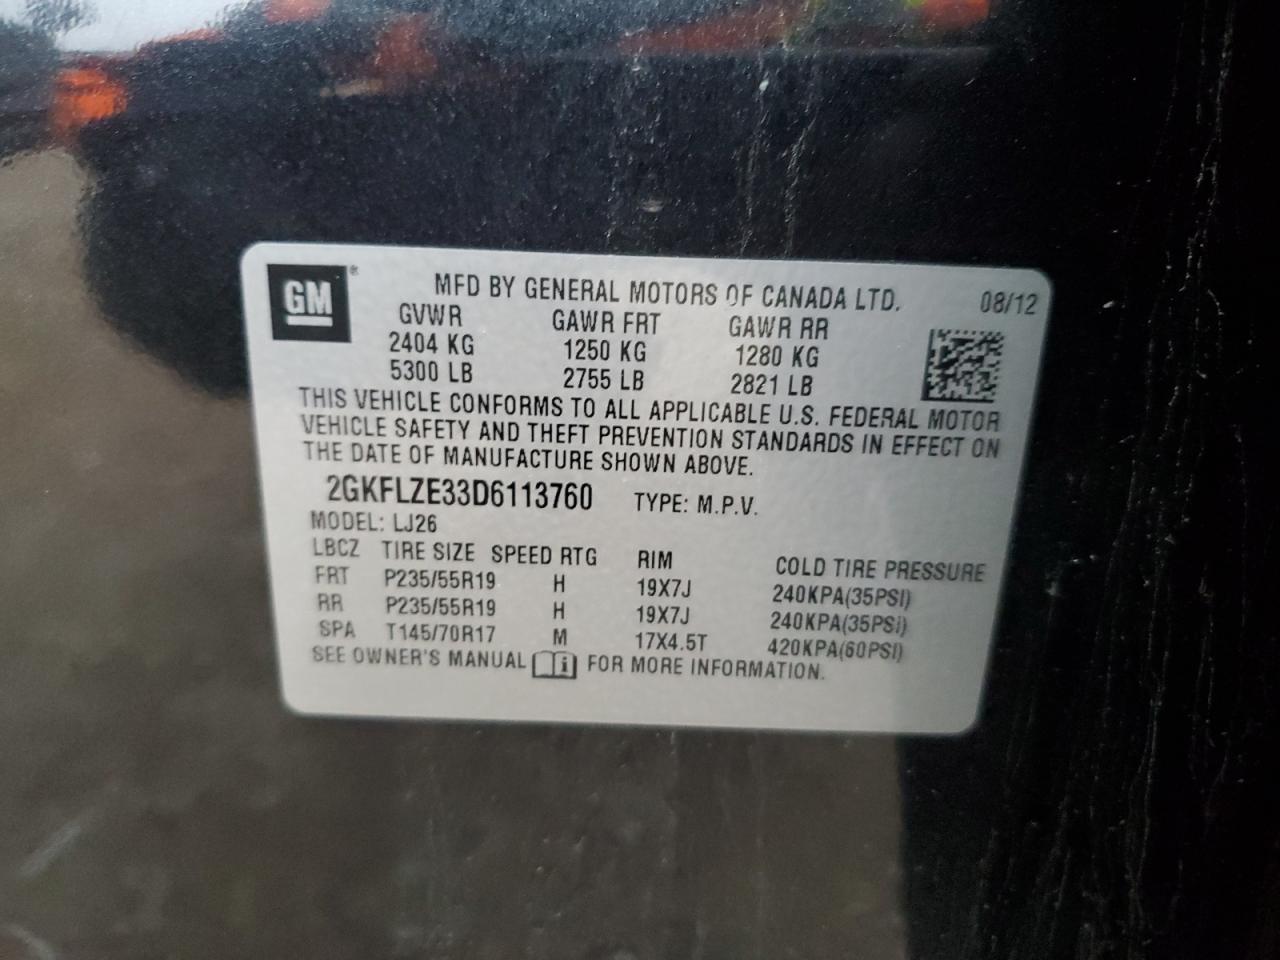 GM® MFD BY GENERAL MOTORS OF CANADA LTD. 08/12
GVWR GAWR FRT GAWR RR
2404 KG 1250 KG 1280 KG
5300 LB 2755 LB 2821 LB
THIS VEHICLE CONFORMS TO ALL APPLICABLE U.S. FEDERAL MOTOR
VEHICLE SAFETY AND THEFT PREVENTION STANDARDS IN EFFECT ON
THE DATE OF MANUFACTURE SHOWN ABOVE.
2GKFLZE33D6113760 TYPE: M.P.V.
MODEL: LJ26
LBCZ TIRE SIZE SPEED RTG RIM COLD TIRE PRESSURE
FRT P235/55R19 H 19X7J 240KPA(35PSI)
RR P235/55R19 H 19X7J 240KPA(35PSI)
SPA T145/70R17 M 17X4.5T 420KPA(60PSI)
SEE OWNER'S MANUAL i FOR MORE INFORMATION.